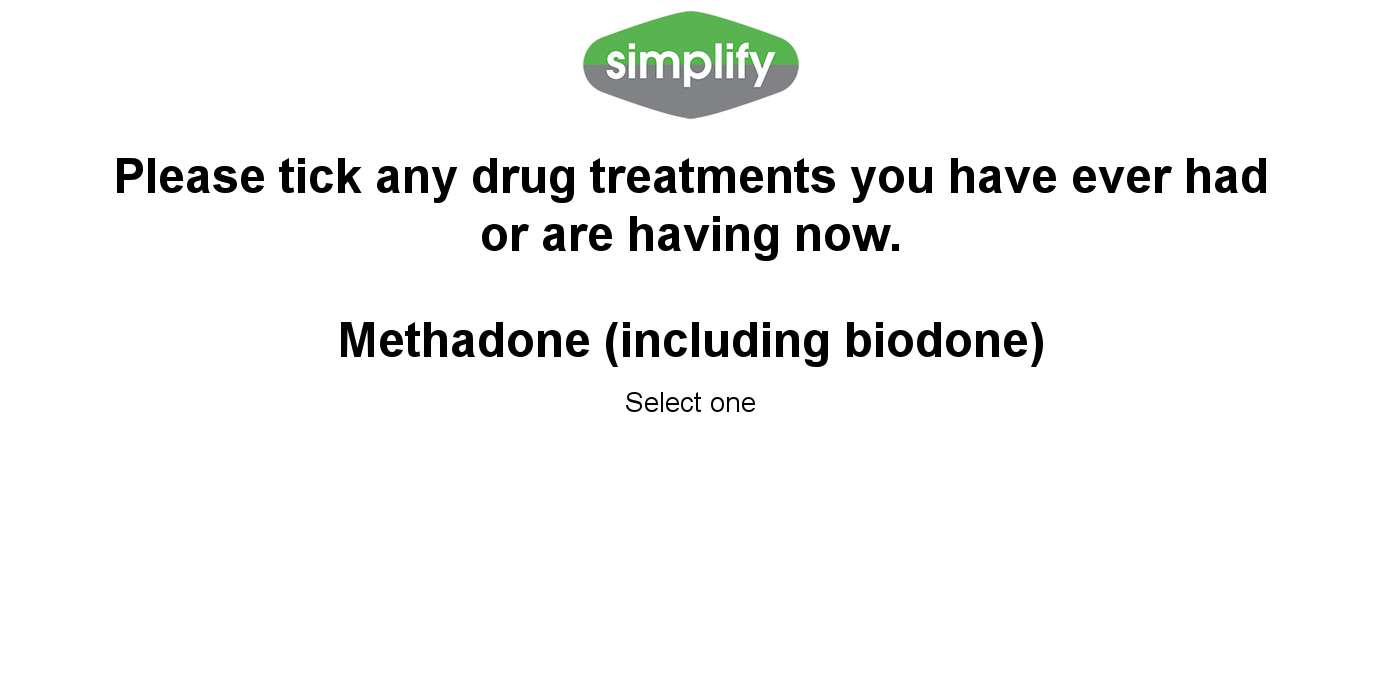 simplify
Please tick any drug treatments you have ever had
or are having now.
Methadone (including biodone)
Select one